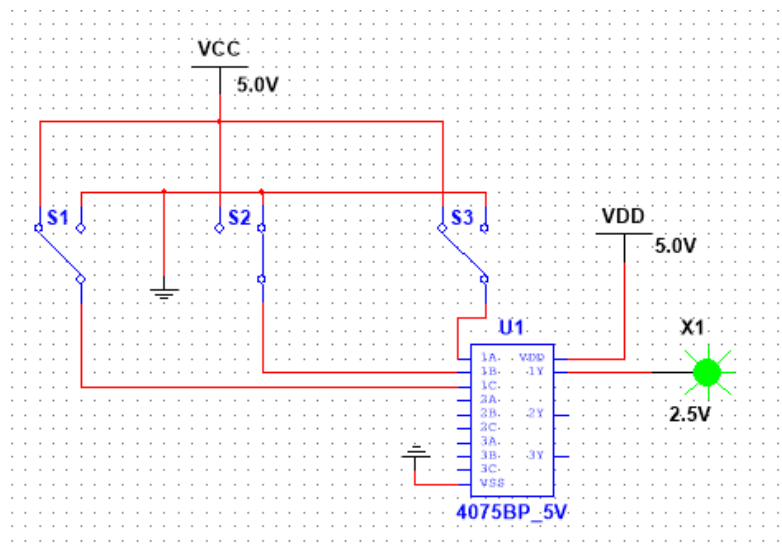 VCC
5.0V
S1
S2
S3
VDD
5.0V
U1
X1
1A VDD
1B 1Y
1C
2A
2B 2Y
2C
3A
3B 3Y
3C
VSS
2.5V
4075BP_5V